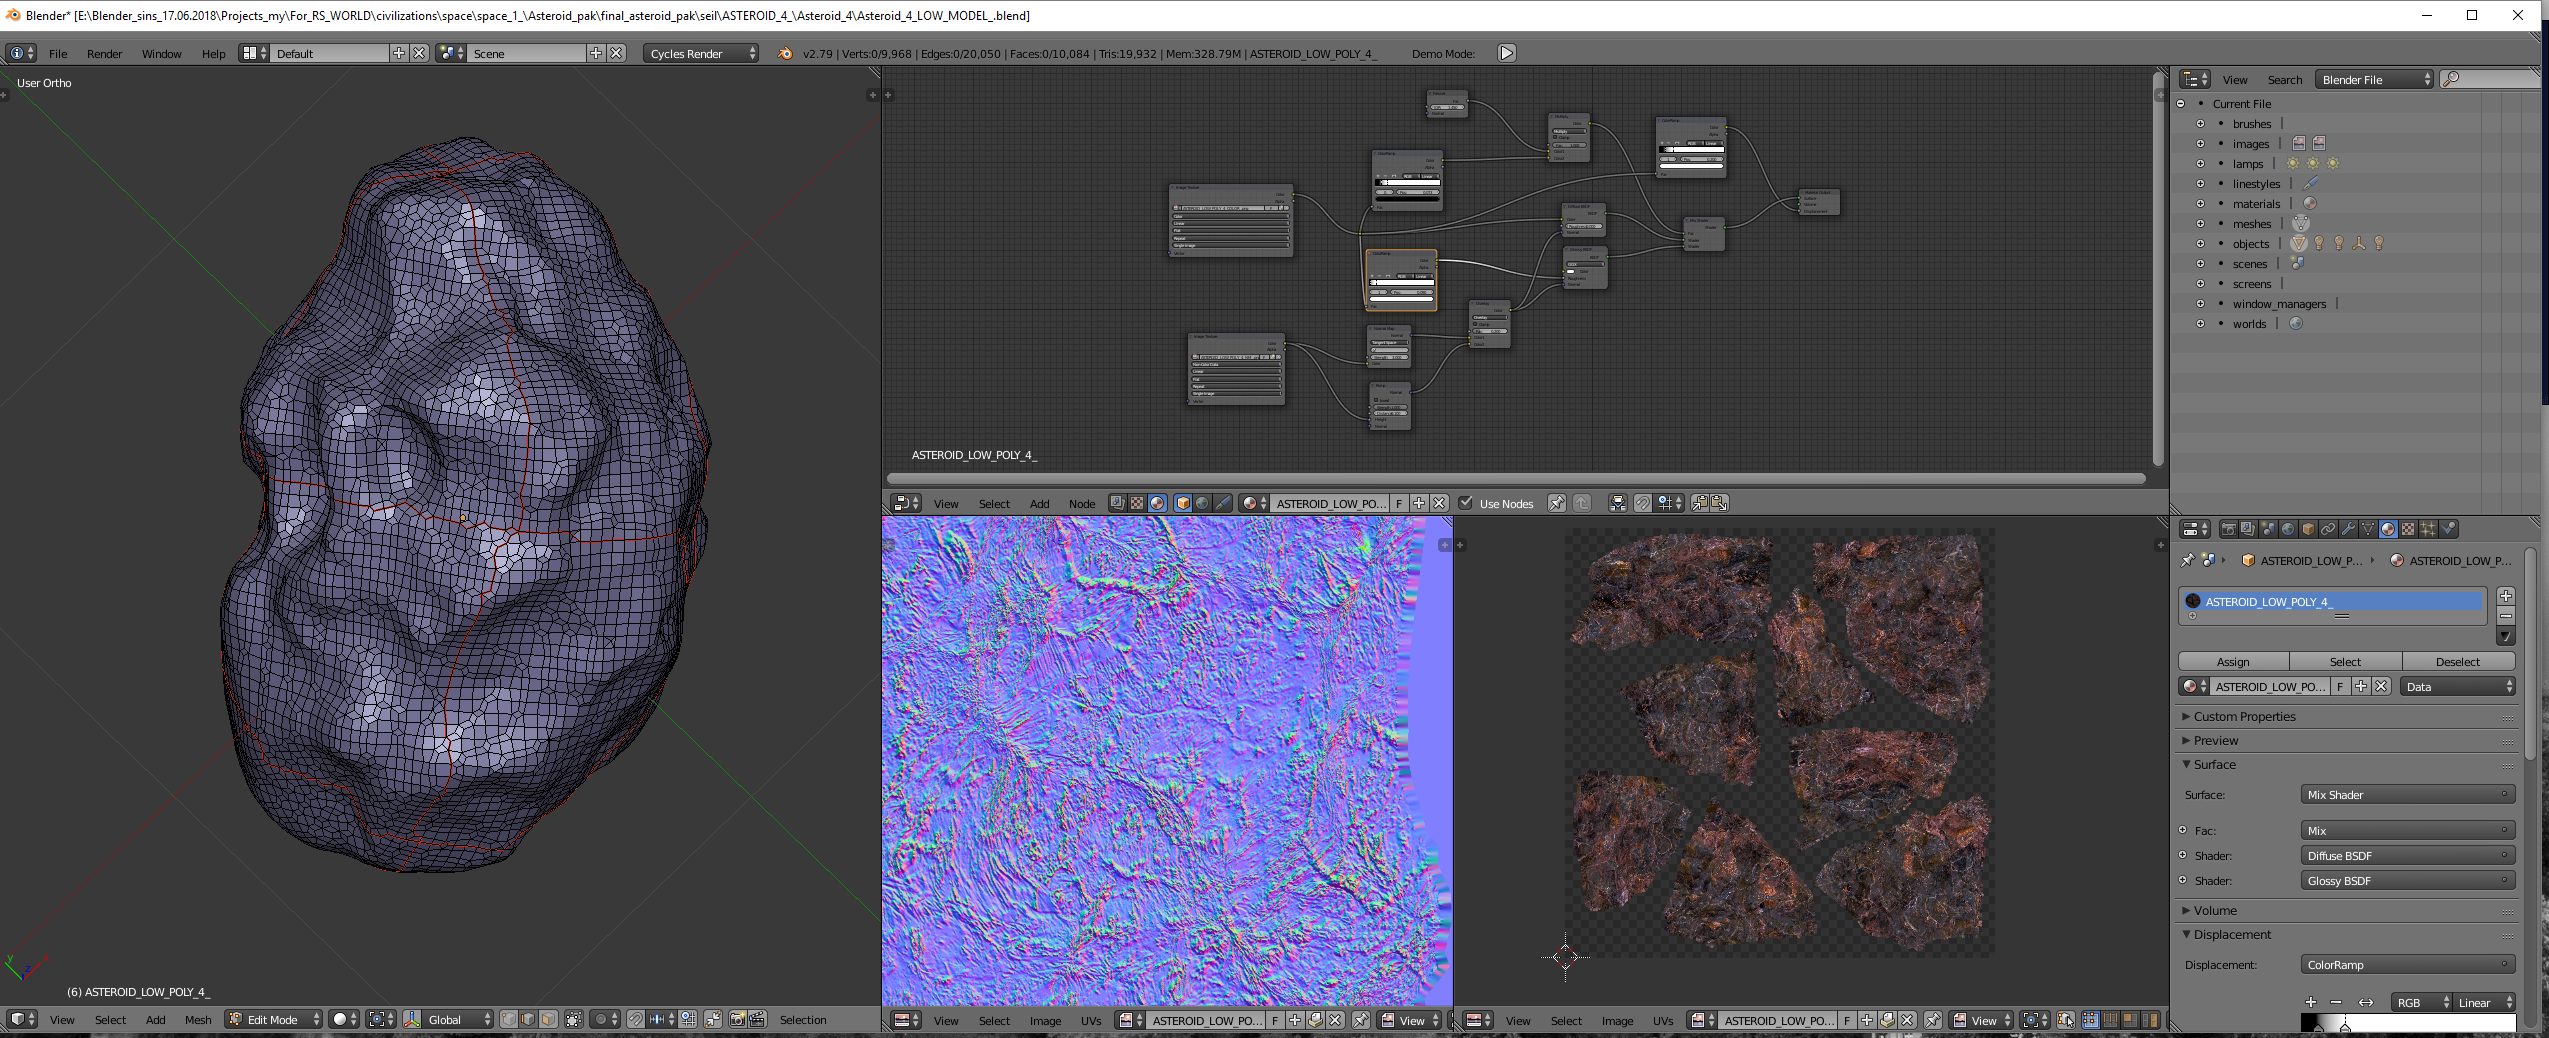 Blender* [E:\Blender_sins_17.06.2018\Projects_my\For_RS_WORLD\civilizations\space\space_1_\Asteroid_pak\final_asteroid_pak\seil\ASTEROID_4_\Asteroid_4\Asteroid_4_LOW_MODEL_.blend]
File Render Window Help Default Scene Cycles Render v2.79 | Verts:0/9,968 | Edges:0/20,050 | Faces:0/10,084 | Tris:19,932 | Mem:328.79M | ASTEROID_LOW_POLY_4_ Demo Mode:
User Ortho
(6) ASTEROID_LOW_POLY_4_
View Select Add Mesh Edit Mode Global Selection
ASTEROID_LOW_POLY_4_
View Select Add Node ASTEROID_LOW_PO... F Use Nodes
View Select Image UVs ASTEROID_LOW_PO... F View
View Select Image UVs ASTEROID_LOW_PO... F View
View Search Blender File
Current File
brushes
images
lamps
linestyles
materials
meshes
objects
scenes
screens
window_managers
worlds
ASTEROID_LOW_P... ASTEROID_LOW_P...
ASTEROID_LOW_POLY_4_
Assign Select Deselect
ASTEROID_LOW_PO... F Data
Custom Properties
Preview
Surface
Surface: Mix Shader
Fac: Mix
Shader: Diffuse BSDF
Shader: Glossy BSDF
Volume
Displacement
Displacement: ColorRamp
RGB Linear